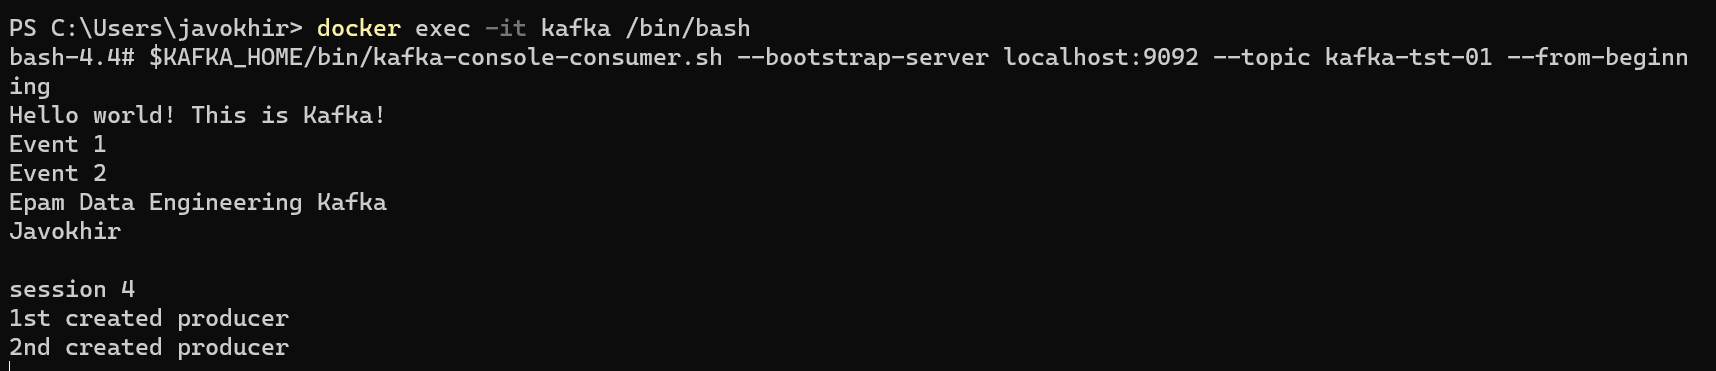 PS C:\Users\javokhir> docker exec -it kafka /bin/bash
bash-4.4# $KAFKA_HOME/bin/kafka-console-consumer.sh --bootstrap-server localhost:9092 --topic kafka-tst-01 --from-beginn
ing
Hello world! This is Kafka!
Event 1
Event 2
Epam Data Engineering Kafka
Javokhir
session 4
1st created producer
2nd created producer